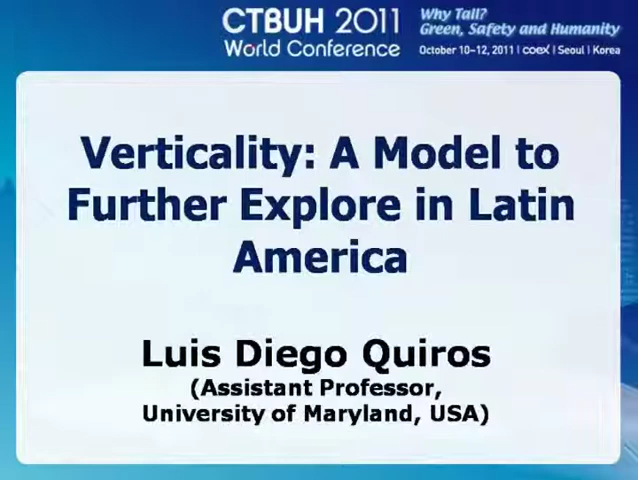 CTBUH 2011
World Conference
Why Tall?
Green, Safety and Humanity
October 10-12, 2011 | coex | Seoul | Korea
Verticality: A Model to
Further Explore in Latin
America
Luis Diego Quiros
(Assistant Professor,
University of Maryland, USA)